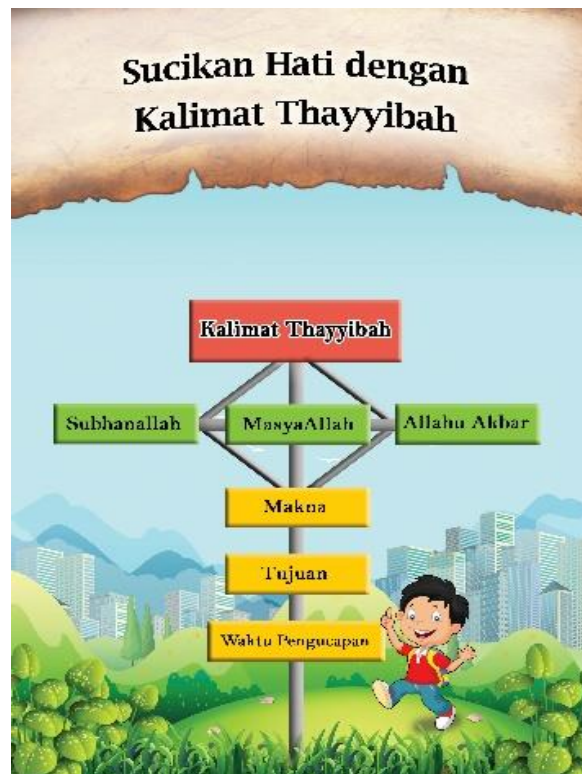 Sucikan Hati dengan
Kalimat Thayyibah
Kalimat Thayyibah
Subhanallah
MasyaAllah
Allahu Akbar
Makna
Tujuan
Waktu Pengucapan